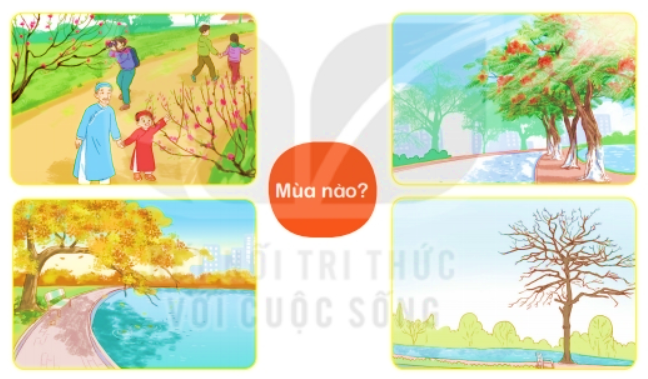 Mùa nào?
KẾT NỐI TRI THỨC
VỚI CUỘC SỐNG